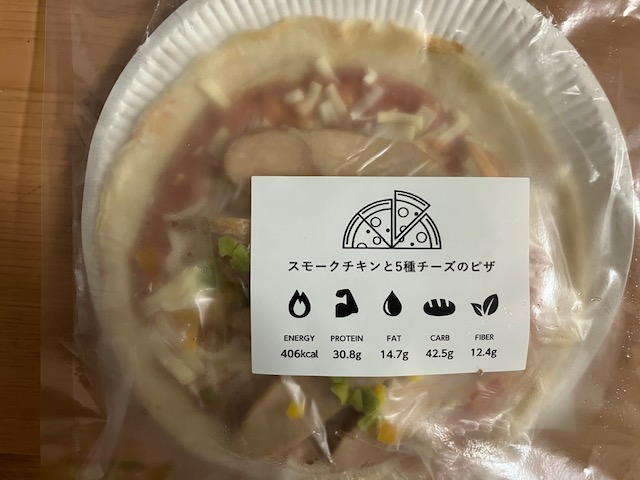 スモークチキンと5種チーズのピザ
ENERGY PROTEIN FAT CARB FIBER
406kcal 30.8g 14.7g 42.5g 12.4g